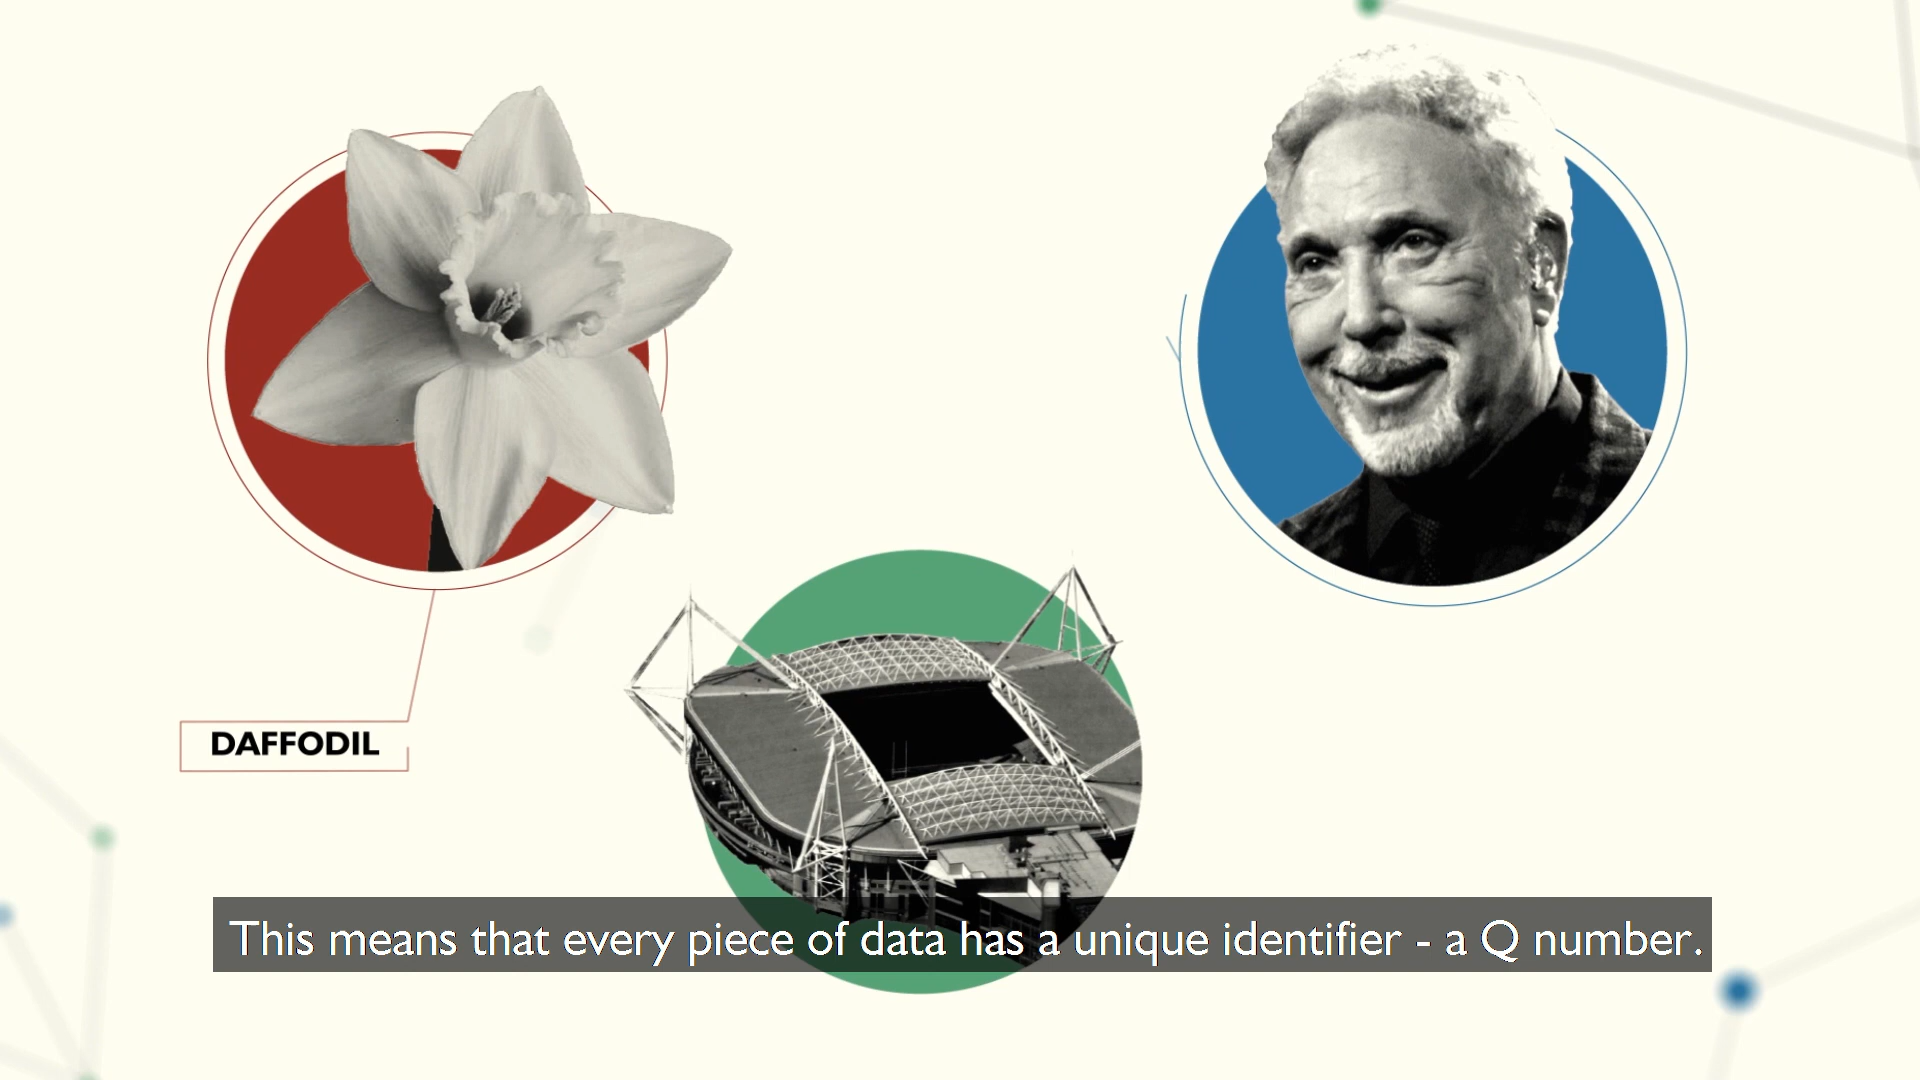 DAFFODIL
This means that every piece of data has a unique identifier - a Q number.